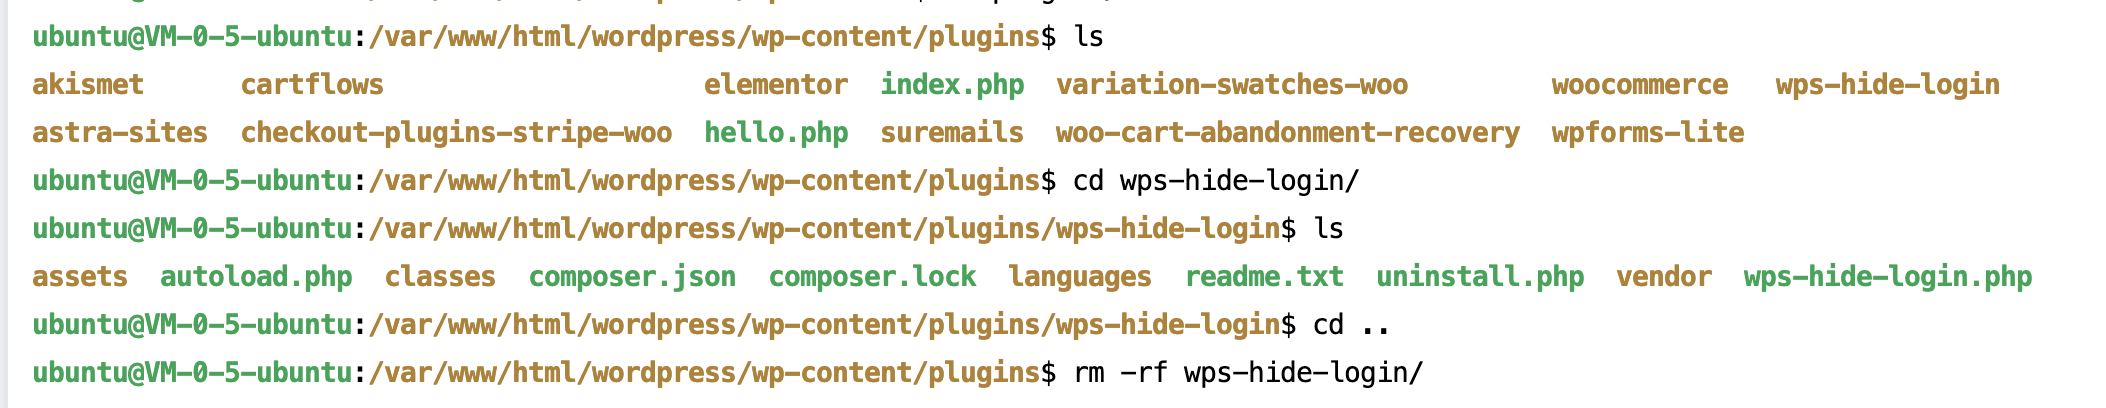 ubuntu@VM-0-5-ubuntu:/var/www/html/wordpress/wp-content/plugins$ ls
akismet      cartflows                    elementor  index.php  variation-swatches-woo         woocommerce   wps-hide-login
astra-sites  checkout-plugins-stripe-woo  hello.php  suremails  woo-cart-abandonment-recovery  wpforms-lite
ubuntu@VM-0-5-ubuntu:/var/www/html/wordpress/wp-content/plugins$ cd wps-hide-login/
ubuntu@VM-0-5-ubuntu:/var/www/html/wordpress/wp-content/plugins/wps-hide-login$ ls
assets  autoload.php  classes  composer.json  composer.lock  languages  readme.txt  uninstall.php  vendor  wps-hide-login.php
ubuntu@VM-0-5-ubuntu:/var/www/html/wordpress/wp-content/plugins/wps-hide-login$ cd ..
ubuntu@VM-0-5-ubuntu:/var/www/html/wordpress/wp-content/plugins$ rm -rf wps-hide-login/